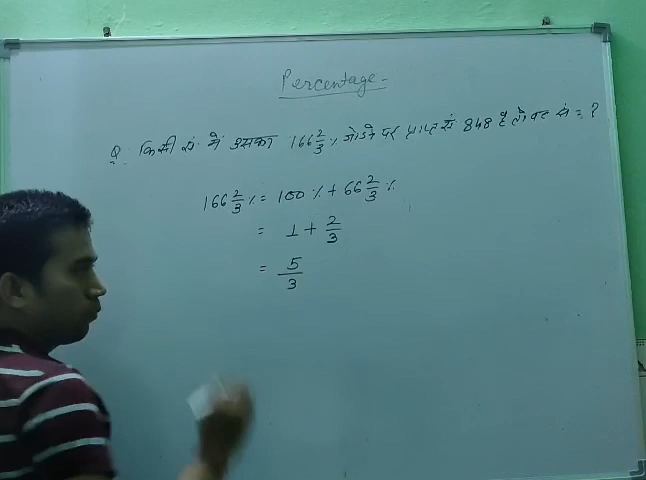 Percentage -
Q: किसी सं में उसका 166 2/3 % जोड़ने पर प्राप्त सं 848 है तो वह सं = ?
166 2/3 % = 100 % + 66 2/3 %
= 1 + 2/3
= 5/3